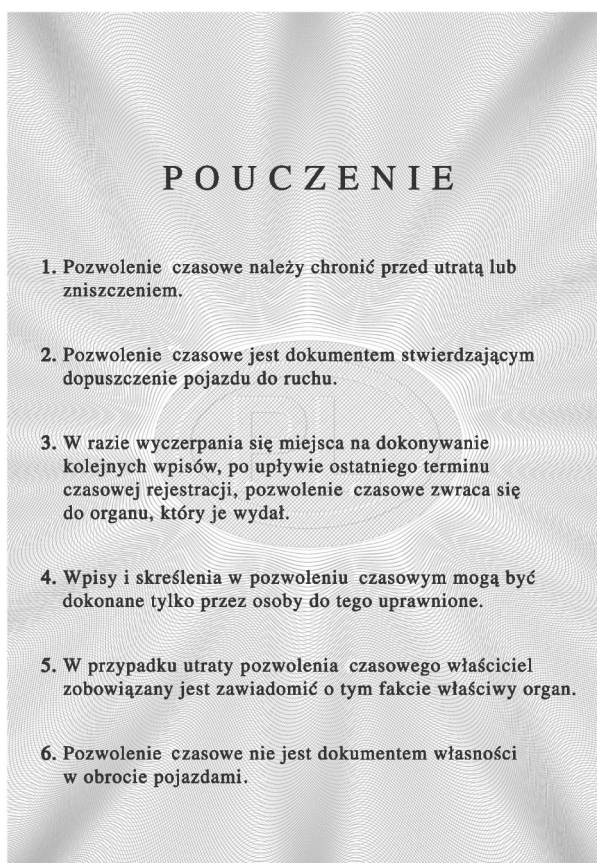 POUCZENIE
1. Pozwolenie czasowe należy chronić przed utratą lub
zniszczeniem.
2. Pozwolenie czasowe jest dokumentem stwierdzającym
dopuszczenie pojazdu do ruchu.
3. W razie wyczerpania się miejsca na dokonywanie
kolejnych wpisów, po upływie ostatniego terminu
czasowej rejestracji, pozwolenie czasowe zwraca się
do organu, który je wydał.
4. Wpisy i skreślenia w pozwoleniu czasowym mogą być
dokonane tylko przez osoby do tego uprawnione.
5. W przypadku utraty pozwolenia czasowego właściciel
zobowiązany jest zawiadomić o tym fakcie właściwy organ.
6. Pozwolenie czasowe nie jest dokumentem własności
w obrocie pojazdami.
PL